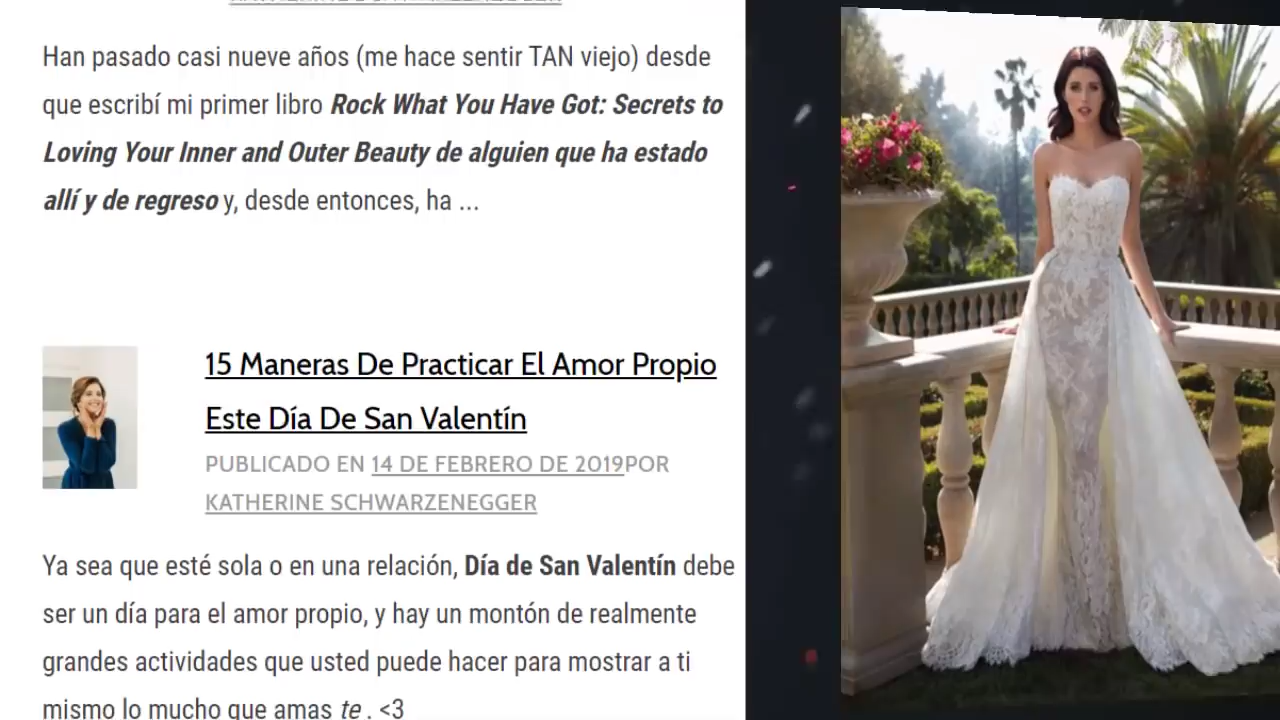 Han pasado casi nueve años (me hace sentir TAN viejo) desde
que escribí mi primer libro Rock What You Have Got: Secrets to
Loving Your Inner and Outer Beauty de alguien que ha estado
allí y de regreso y, desde entonces, ha ...
15 Maneras De Practicar El Amor Propio
Este Día De San Valentín
PUBLICADO EN 14 DE FEBRERO DE 2019POR
KATHERINE SCHWARZENEGGER
Ya sea que esté sola o en una relación, Día de San Valentín debe
ser un día para el amor propio, y hay un montón de realmente
grandes actividades que usted puede hacer para mostrar a ti
mismo lo mucho que amas te . <3